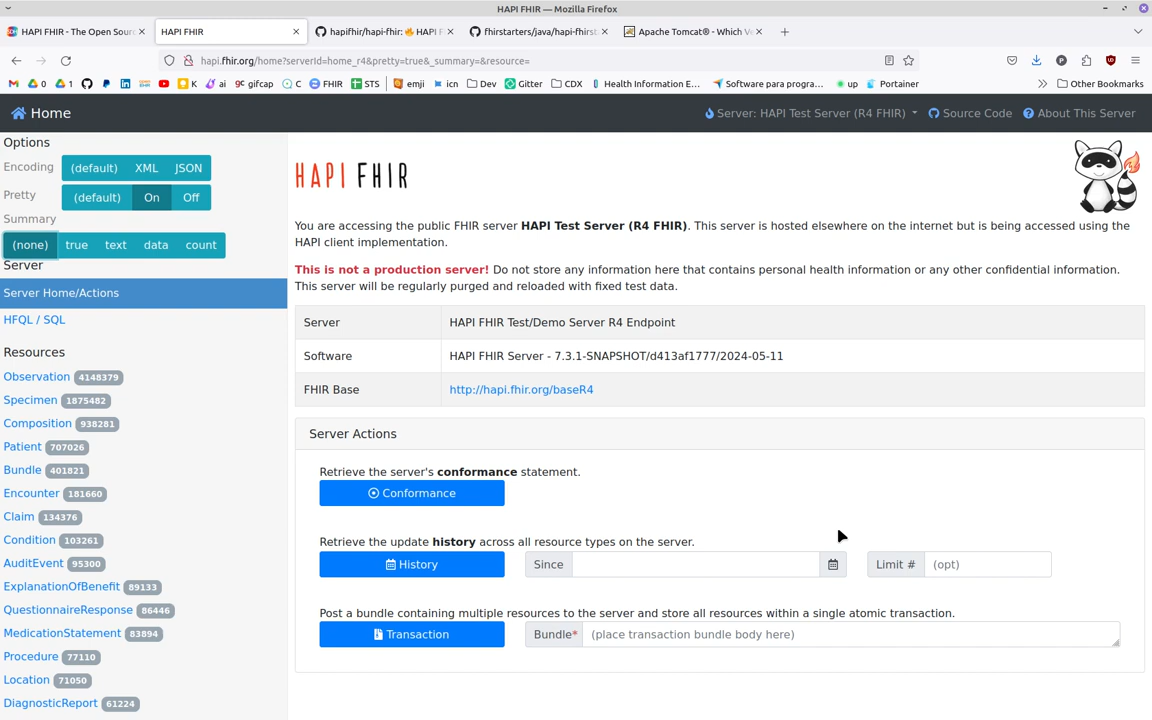 HAPI FHIR — Mozilla Firefox
HAPI FHIR - The Open Sour
HAPI FHIR
hapifhir/hapi-fhir: 🔥 HAPI F
fhirstarters/java/hapi-fhirst
Apache Tomcat® - Which V
hapi.fhir.org/home?serverId=home_r4&pretty=true&_summary=&resource=
0
1
K
ai
gifcap
C
FHIR
STS
emji
icn
Dev
Gitter
CDX
Health Information E...
Software para progra...
up
Portainer
Other Bookmarks
Home
Server: HAPI Test Server (R4 FHIR)
Source Code
About This Server
Options
Encoding (default) XML JSON
Pretty (default) On Off
Summary
(none) true text data count
Server
Server Home/Actions
HFQL / SQL
Resources
Observation 4148379
Specimen 1875482
Composition 938281
Patient 707026
Bundle 401821
Encounter 181660
Claim 134376
Condition 103261
AuditEvent 95300
ExplanationOfBenefit 89133
QuestionnaireResponse 86446
MedicationStatement 83894
Procedure 77110
Location 71050
DiagnosticReport 61224
HAPI FHIR
You are accessing the public FHIR server HAPI Test Server (R4 FHIR). This server is hosted elsewhere on the internet but is being accessed using the
HAPI client implementation.
This is not a production server! Do not store any information here that contains personal health information or any other confidential information.
This server will be regularly purged and reloaded with fixed test data.
Server HAPI FHIR Test/Demo Server R4 Endpoint
Software HAPI FHIR Server - 7.3.1-SNAPSHOT/d413af1777/2024-05-11
FHIR Base http://hapi.fhir.org/baseR4
Server Actions
Retrieve the server's conformance statement.
Conformance
Retrieve the update history across all resource types on the server.
History Since Limit # (opt)
Post a bundle containing multiple resources to the server and store all resources within a single atomic transaction.
Transaction Bundle* (place transaction bundle body here)